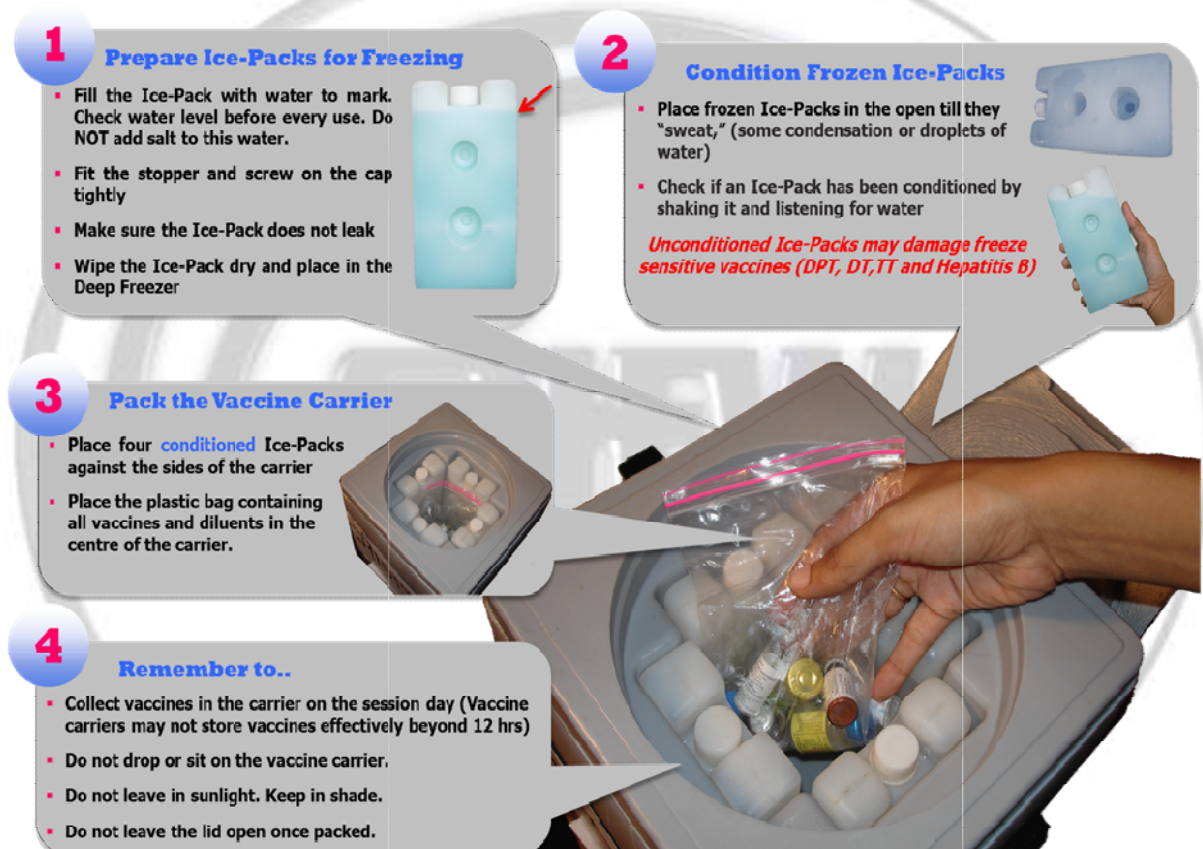 1
Prepare Ice-Packs for Freezing
Fill the Ice-Pack with water to mark.
Check water level before every use. Do
NOT add salt to this water.
Fit the stopper and screw on the cap
tightly
Make sure the Ice-Pack does not leak
Wipe the Ice-Pack dry and place in the
Deep Freezer
2
Condition Frozen Ice-Packs
Place frozen Ice-Packs in the open till they
“sweat,” (some condensation or droplets of
water)
Check if an Ice-Pack has been conditioned by
shaking it and listening for water
Unconditioned Ice-Packs may damage freeze
sensitive vaccines (DPT, DT,TT and Hepatitis B)
3
Pack the Vaccine Carrier
Place four conditioned Ice-Packs
against the sides of the carrier
Place the plastic bag containing
all vaccines and diluents in the
centre of the carrier.
4
Remember to..
Collect vaccines in the carrier on the session day (Vaccine
carriers may not store vaccines effectively beyond 12 hrs)
Do not drop or sit on the vaccine carrier.
Do not leave in sunlight. Keep in shade.
Do not leave the lid open once packed.